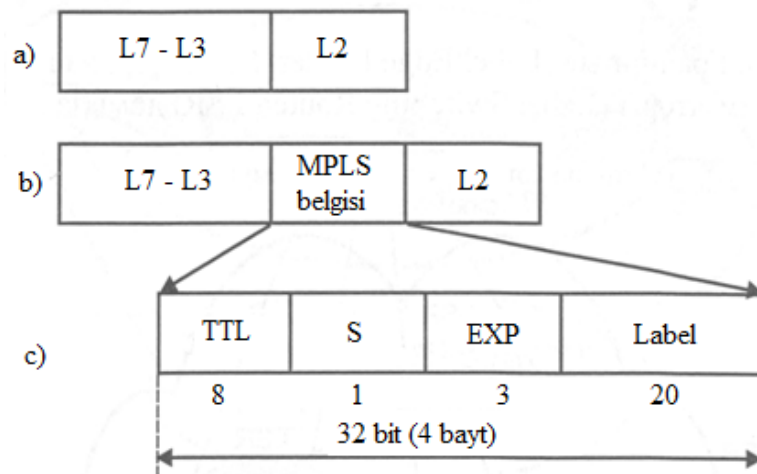 a) L7 - L3 L2
b) L7 - L3 MPLS belgisi L2
c) TTL S EXP Label
8 1 3 20
32 bit (4 bayt)